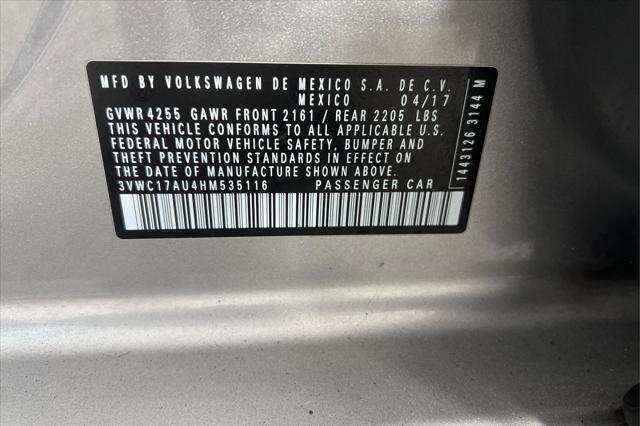 MFD BY VOLKSWAGEN DE MEXICO S.A. DE C.V.
MEXICO 04/17
GVWR 4255 GAWR FRONT 2161 / REAR 2205 LBS
THIS VEHICLE CONFORMS TO ALL APPLICABLE U.S.
FEDERAL MOTOR VEHICLE SAFETY, BUMPER AND
THEFT PREVENTION STANDARDS IN EFFECT ON
THE DATE OF MANUFACTURE SHOWN ABOVE.
3VWC17AU4HM535116 PASSENGER CAR
1443126 3144 M